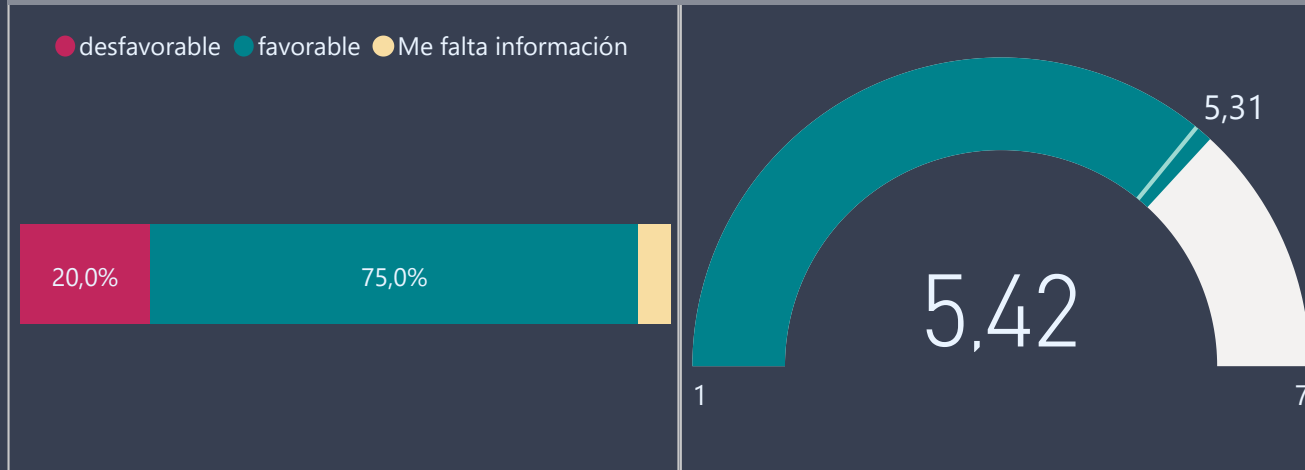 desfavorable favorable Me falta información
20,0% 75,0%
5,31
5,42
1 7